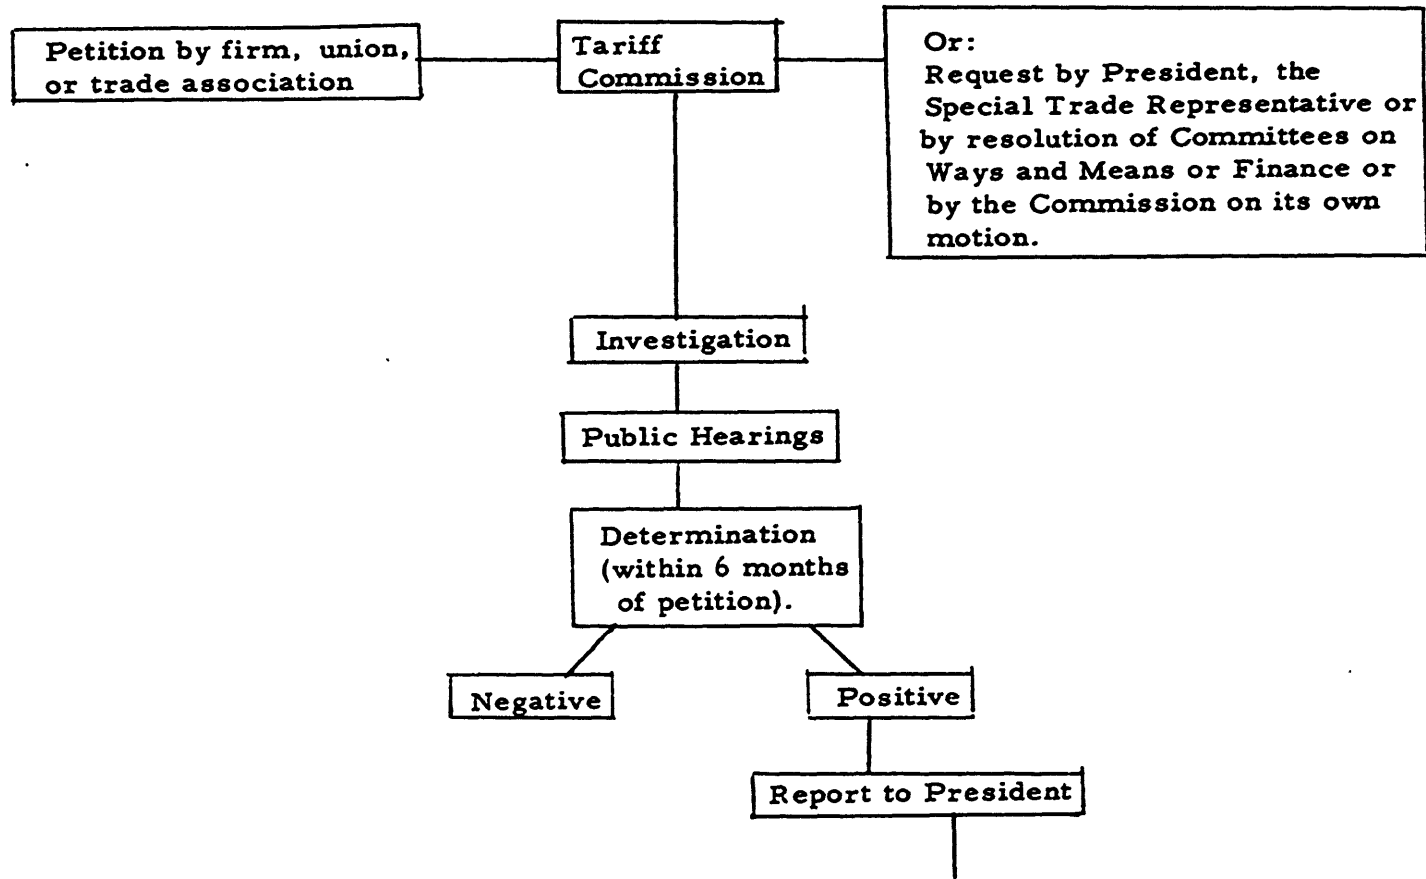 Petition by firm, union,
or trade association
Tariff
Commission
Or:
Request by President, the
Special Trade Representative or
by resolution of Committees on
Ways and Means or Finance or
by the Commission on its own
motion.
Investigation
Public Hearings
Determination
(within 6 months
of petition).
Negative
Positive
Report to President